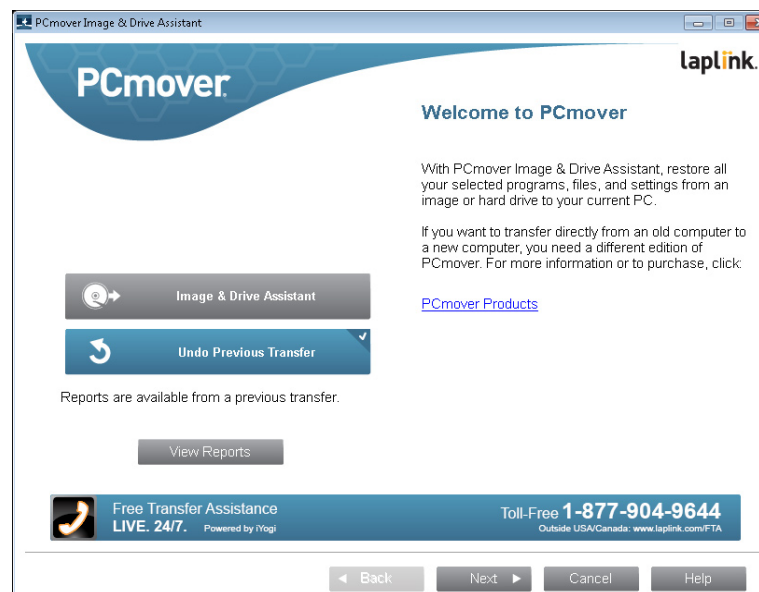 PCmover Image & Drive Assistant
PCmover
laplink.
Welcome to PCmover
With PCmover Image & Drive Assistant, restore all
your selected programs, files, and settings from an
image or hard drive to your current PC.
If you want to transfer directly from an old computer to
a new computer, you need a different edition of
PCmover. For more information or to purchase, click:
PCmover Products
Image & Drive Assistant
Undo Previous Transfer
Reports are available from a previous transfer.
View Reports
Free Transfer Assistance
LIVE. 24/7. Powered by iYogi
Toll-Free 1-877-904-9644
Outside USA/Canada: www.laplink.com/FTA
Back
Next
Cancel
Help